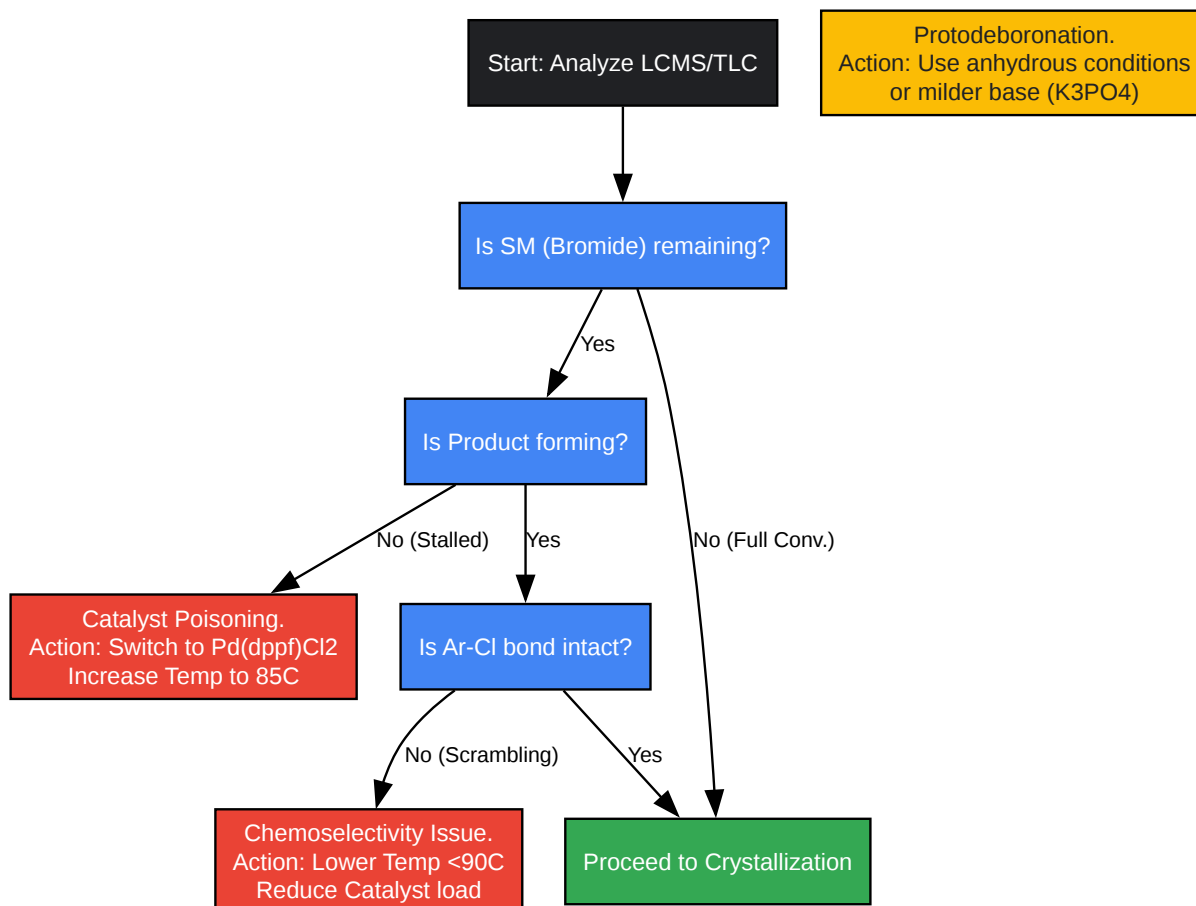 Start: Analyze LCMS/TLC
Protodeboronation.
Action: Use anhydrous conditions
or milder base (K3PO4)
Is SM (Bromide) remaining?
Yes
Is Product forming?
No (Stalled)
Yes
No (Full Conv.)
Catalyst Poisoning.
Action: Switch to Pd(dppf)Cl2
Increase Temp to 85C
Is Ar-Cl bond intact?
No (Scrambling)
Yes
Chemoselectivity Issue.
Action: Lower Temp <90C
Reduce Catalyst load
Proceed to Crystallization